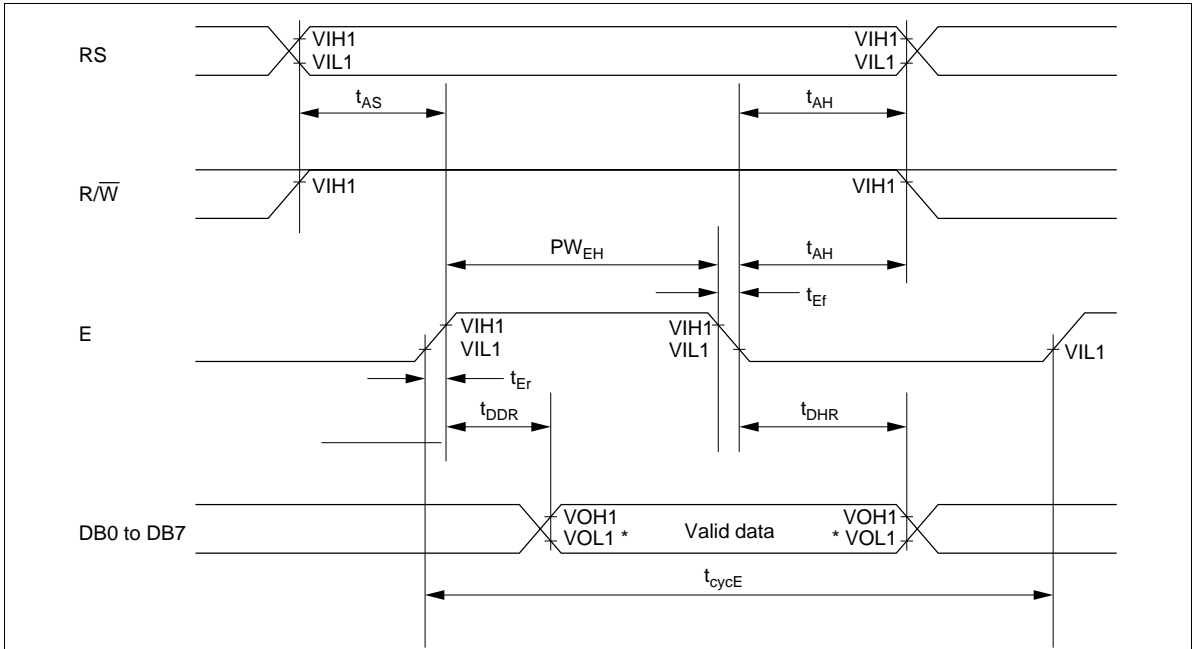 RS
VIH1
VIL1
VIH1
VIL1
tAS
tAH
R/W̅
VIH1
VIH1
PWEH
tAH
tEf
E
VIH1
VIL1
VIH1
VIL1
VIL1
tEr
tDDR
tDHR
DB0 to DB7
VOH1
VOL1 *
Valid data
VOH1
* VOL1
tcycE